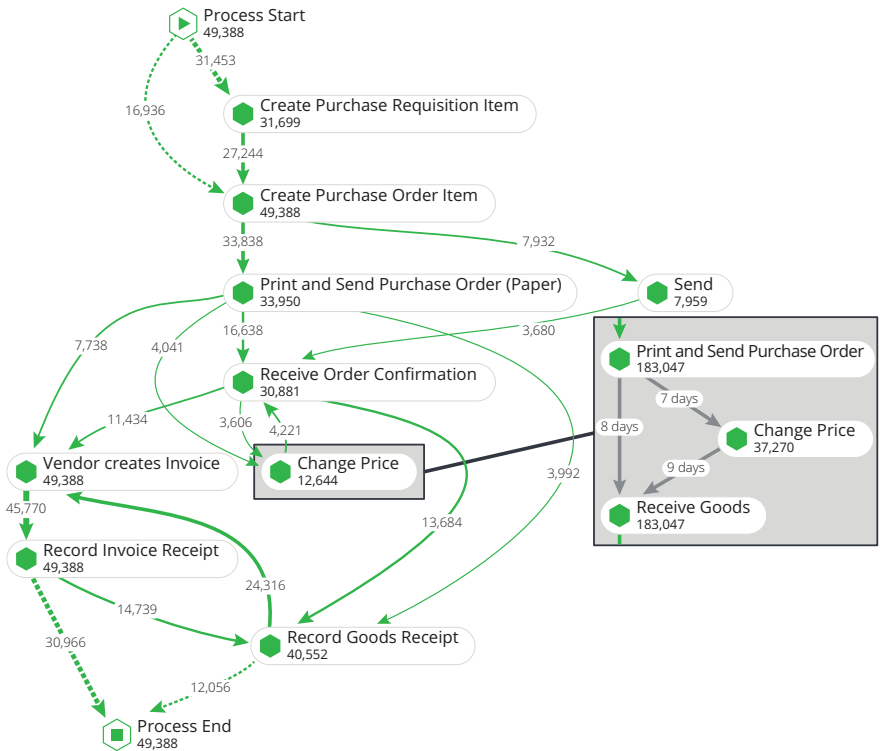 Process Start
49,388
31,453
16,936
Create Purchase Requisition Item
31,699
27,244
Create Purchase Order Item
49,388
33,838
7,932
Print and Send Purchase Order (Paper)
33,950
Send
7,959
7,738
4,041
16,638
3,680
Receive Order Confirmation
30,881
11,434
3,606
4,221
Vendor creates Invoice
49,388
Change Price
12,644
3,992
45,770
13,684
Record Invoice Receipt
49,388
24,316
14,739
30,966
Record Goods Receipt
40,552
12,056
Process End
49,388
Print and Send Purchase Order
183,047
7 days
8 days
Change Price
37,270
9 days
Receive Goods
183,047